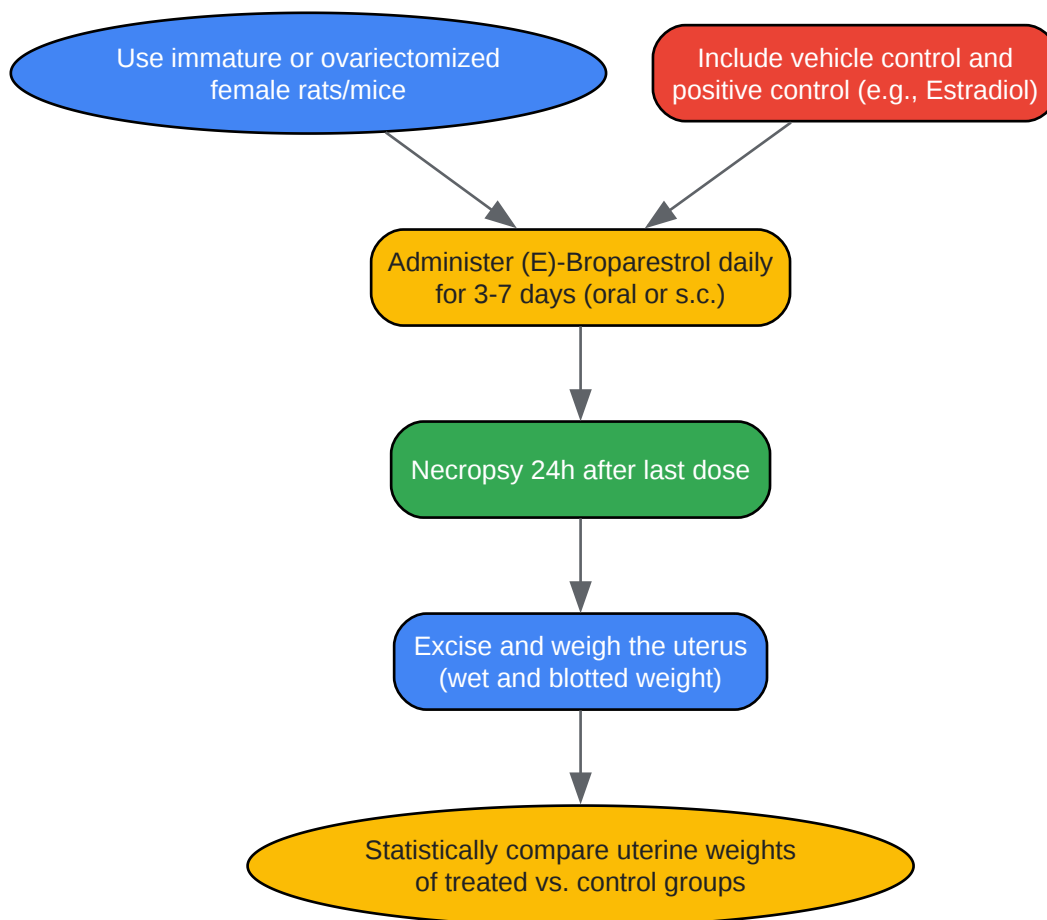 Use immature or ovariectomized
female rats/mice
Include vehicle control and
positive control (e.g., Estradiol)
Administer (E)-Broparestrol daily
for 3-7 days (oral or s.c.)
Necropsy 24h after last dose
Excise and weigh the uterus
(wet and blotted weight)
Statistically compare uterine weights
of treated vs. control groups